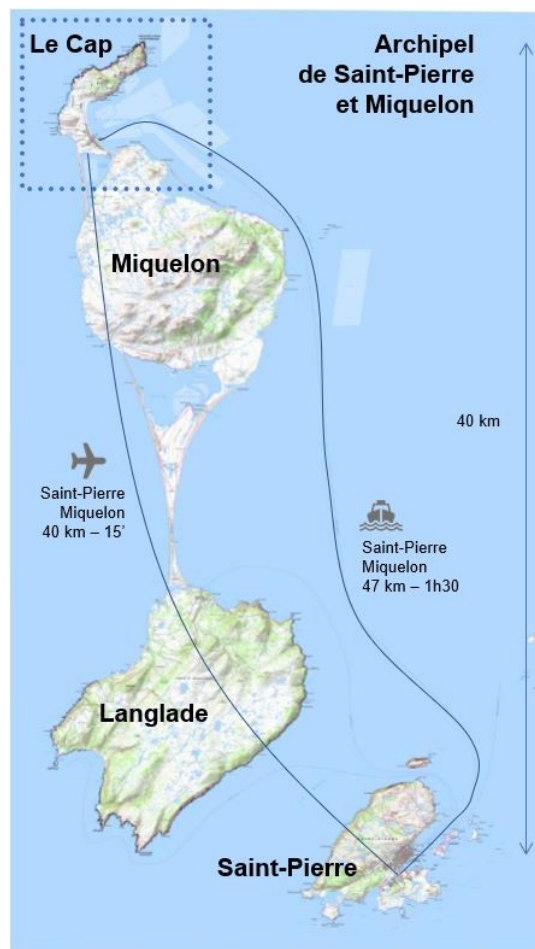 Le Cap
Archipel
de Saint-Pierre
et Miquelon
Miquelon
40 km
Saint-Pierre
Miquelon
40 km – 15’
Saint-Pierre
Miquelon
47 km – 1h30
Langlade
Saint-Pierre